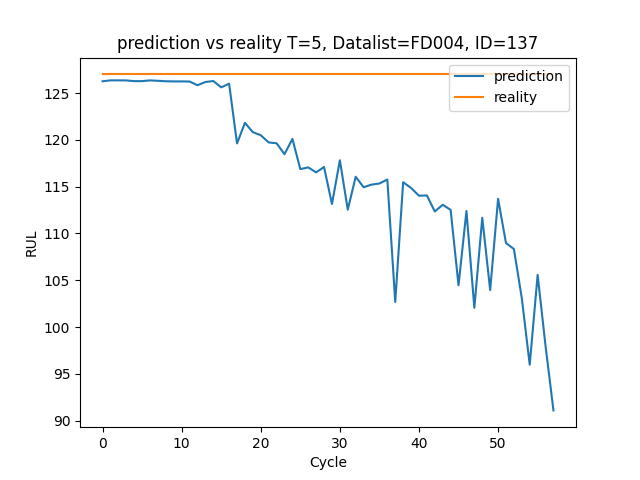 prediction vs reality T=5, Datalist=FD004, ID=137
prediction
reality
RUL
125
120
115
110
105
100
95
90
0 10 20 30 40 50
Cycle